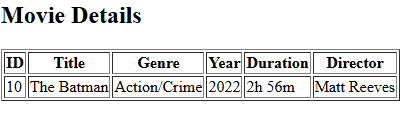 Movie Details
ID Title Genre Year Duration Director
10 The Batman Action/Crime 2022 2h 56m Matt Reeves